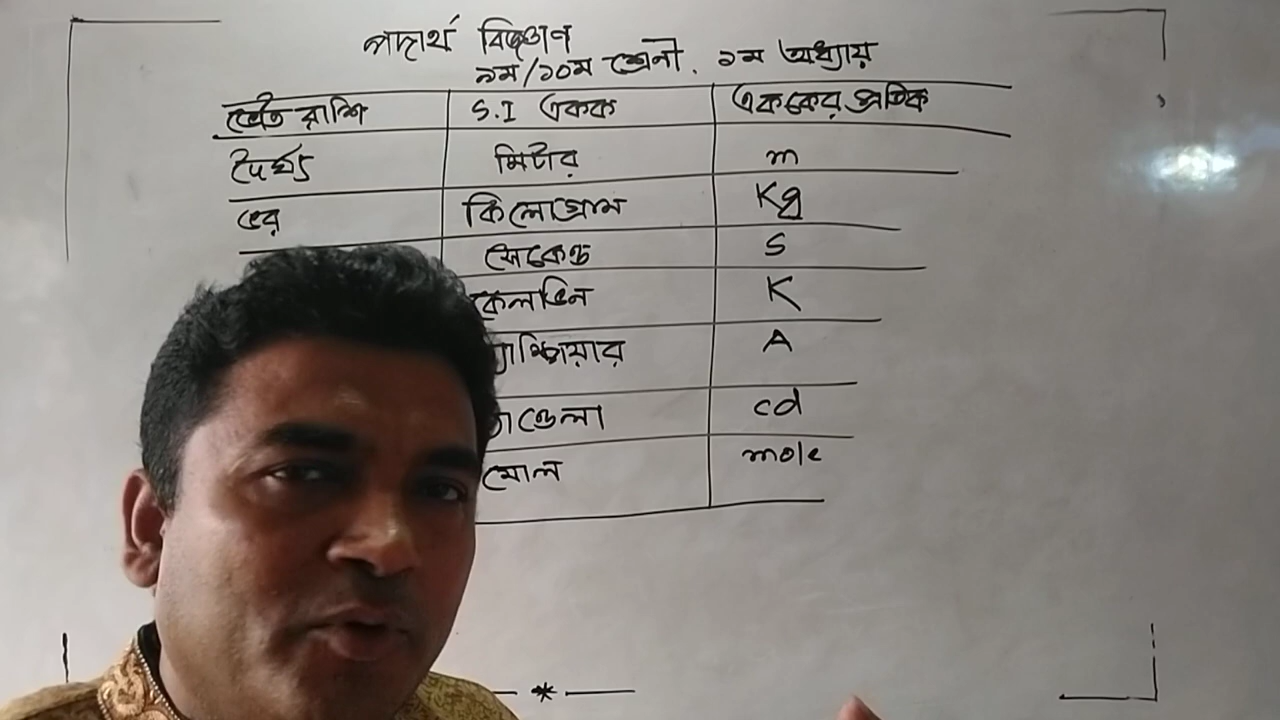 পদার্থ বিজ্ঞান
৯ম/১০ম শ্রেনী. ১ম অধ্যায়
ভৌত রাশি S.I একক এককের প্রতিক
দৈর্ঘ্য মিটার m
ভর কিলোগ্রাম Kg
সেকেন্ড S
কেলভিন K
্যাম্পিয়ার A
ান্ডেলা cd
মোল mole